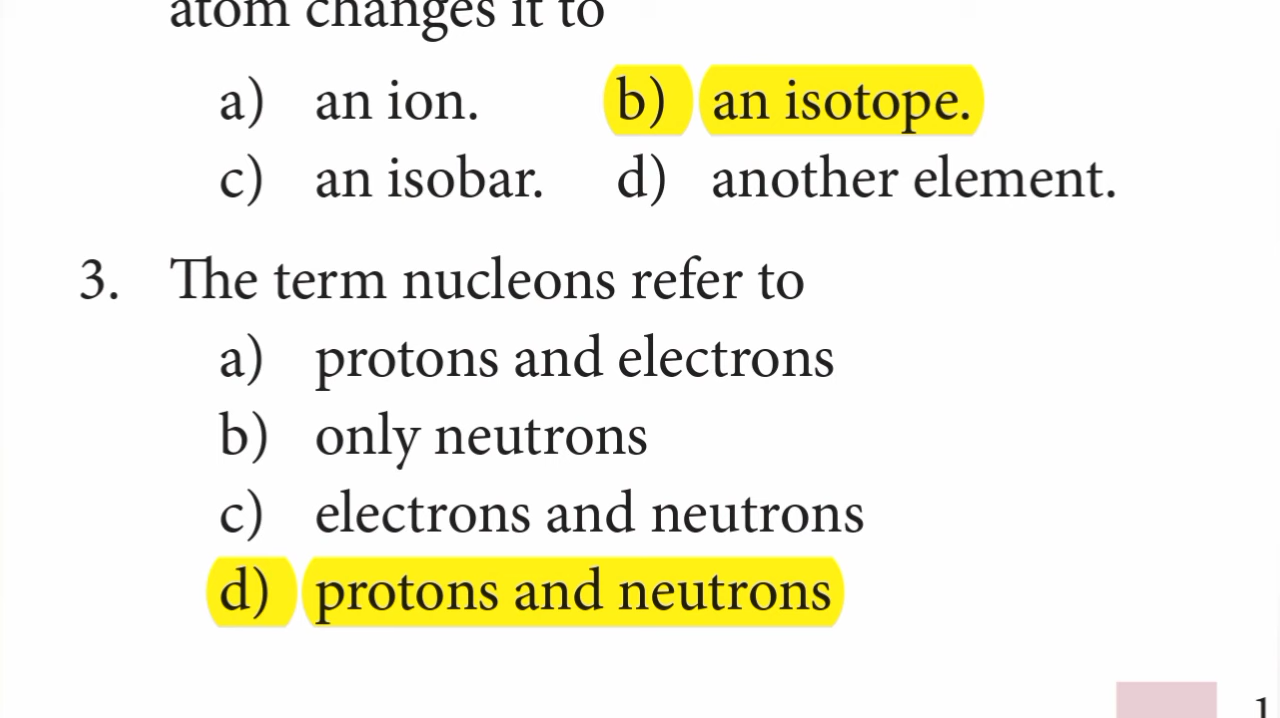 atom changes it to
a) an ion. b) an isotope.
c) an isobar. d) another element.
3. The term nucleons refer to
a) protons and electrons
b) only neutrons
c) electrons and neutrons
d) protons and neutrons
1